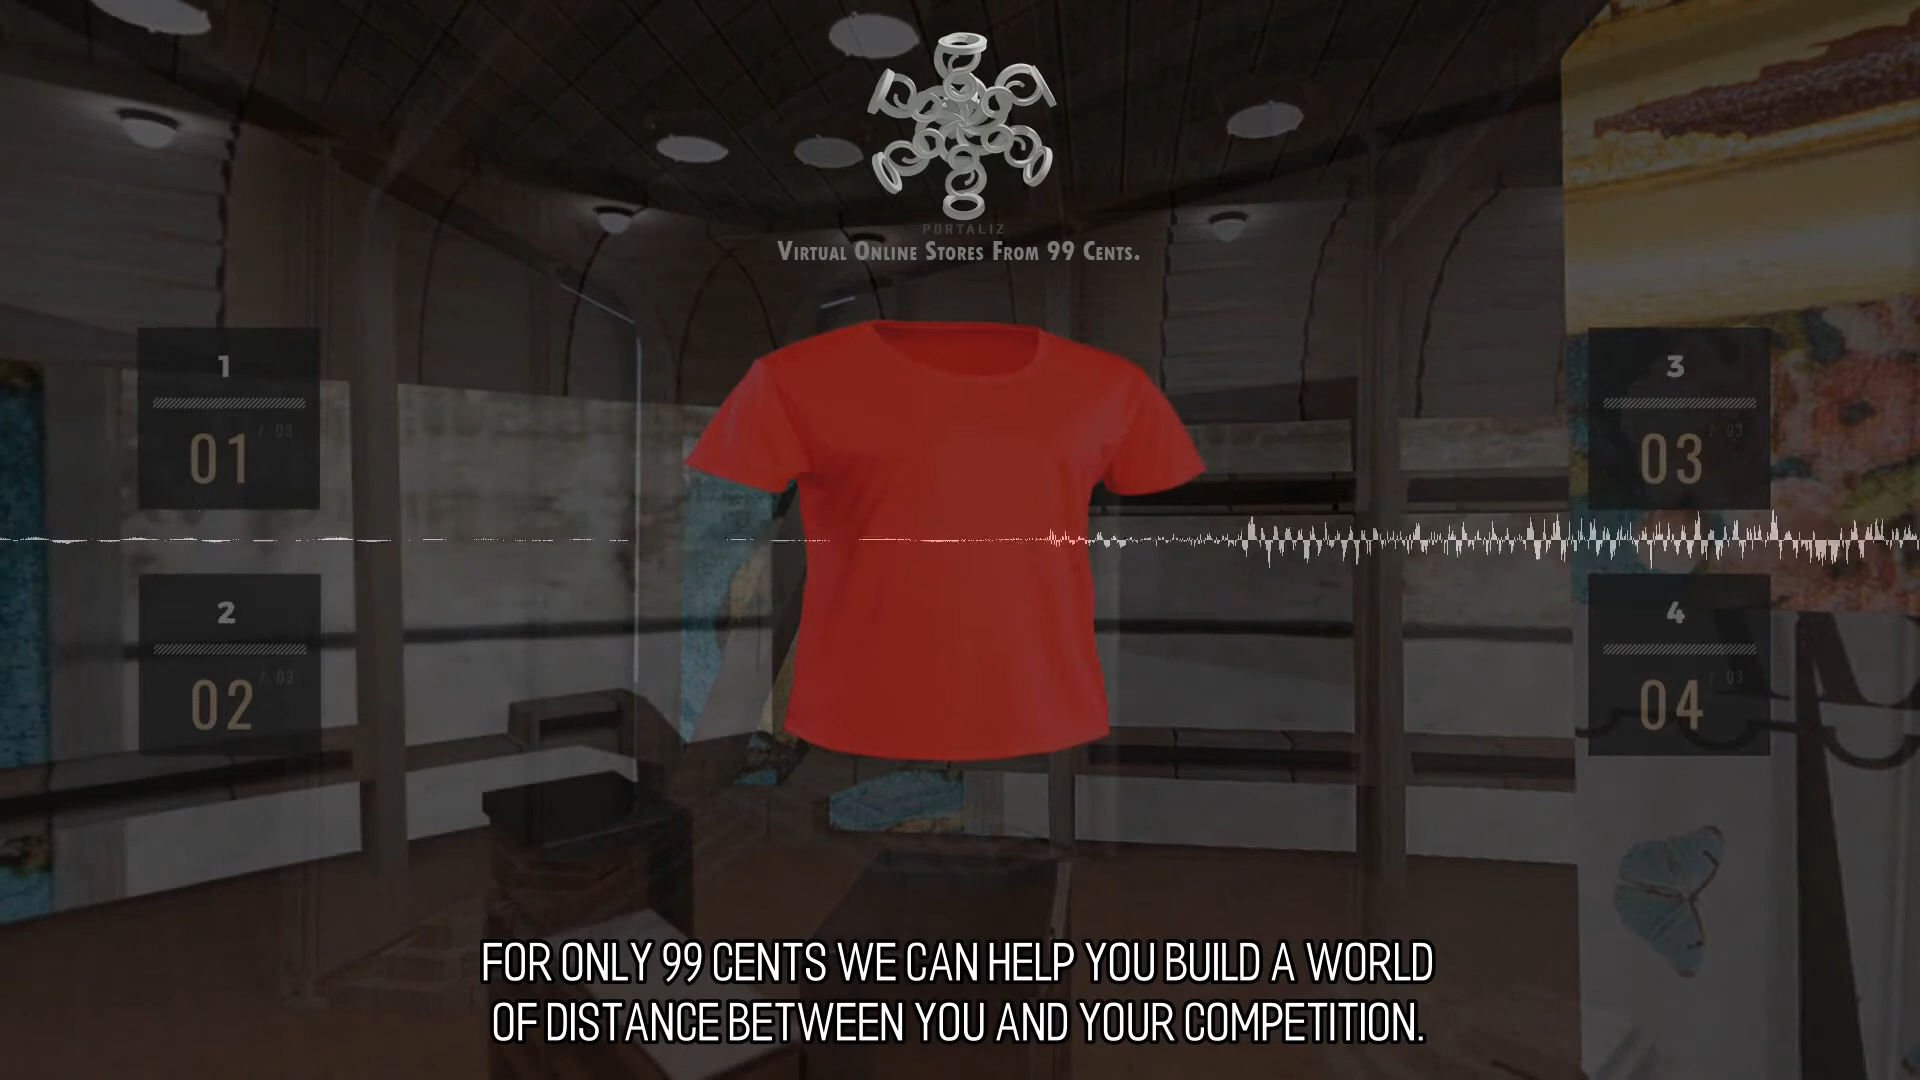 PORTALIZ
Virtual Online Stores From 99 Cents.
1
01 / 03
2
02 / 03
3
03 / 03
4
04 / 03
FOR ONLY 99 CENTS WE CAN HELP YOU BUILD A WORLD
OF DISTANCE BETWEEN YOU AND YOUR COMPETITION.